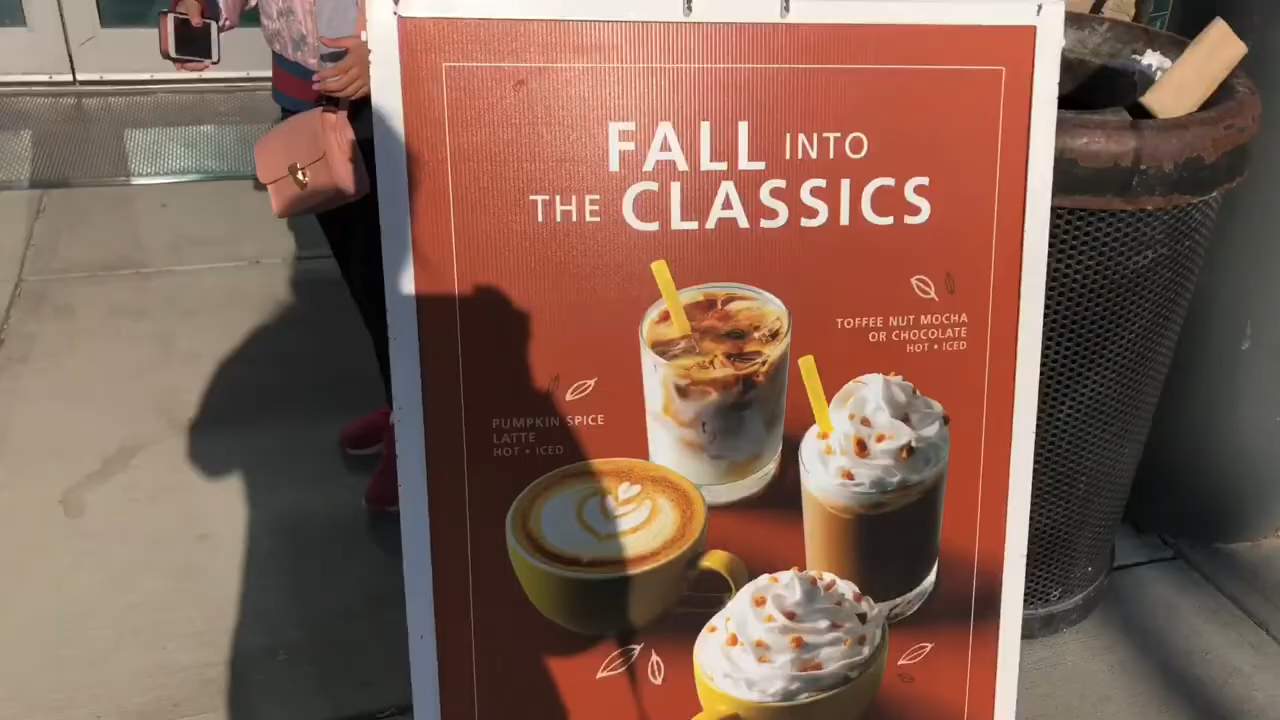 FALL INTO
THE CLASSICS
TOFFEE NUT MOCHA
OR CHOCOLATE
HOT • ICED
PUMPKIN SPICE
LATTE
HOT • ICED